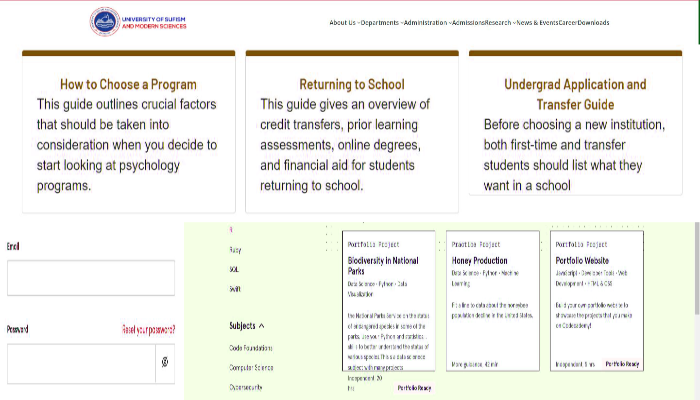 UNIVERSITY OF SUFISM
AND MODERN SCIENCES
About Us Departments Administration Admissions Research News & Events Career Downloads
How to Choose a Program
This guide outlines crucial factors
that should be taken into
consideration when you decide to
start looking at psychology
programs.
Returning to School
This guide gives an overview of
credit transfers, prior learning
assessments, online degrees,
and financial aid for students
returning to school.
Undergrad Application and
Transfer Guide
Before choosing a new institution,
both first-time and transfer
students should list what they
want in a school
Email
Password
Reset your password?
R
Ruby
SQL
Swift
Subjects
Code Foundations
Computer Science
Cybersecurity
Portfolio Project
Biodiversity in National
Parks
Data Science • Python • Data
Visualization
the National Parks Service on the status
of endangered species in some of the
parks. use your Python and statistics
skills to better understand the status of
various species This is a data science
subject with many projects
Independent 20
hrs
Portfolio Ready
Practice Project
Honey Production
Data Science • Python • Machine
Learning
Fit a line to data about the honeybee
population decline in the United States.
More guidance 42 min
Portfolio Project
Portfolio Website
JavaScript • Developer Tools • Web
Development • HTML & CSS
Build your own portfolio website to
showcase the projects that you make
on Codecademy!
Independent 5 hrs
Portfolio Ready